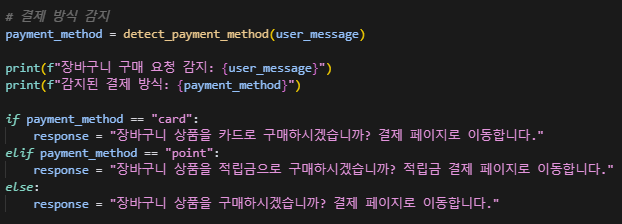 # 결제 방식 감지
payment_method = detect_payment_method(user_message)
print(f"장바구니 구매 요청 감지: {user_message}")
print(f"감지된 결제 방식: {payment_method}")
if payment_method == "card":
    response = "장바구니 상품을 카드로 구매하시겠습니까? 결제 페이지로 이동합니다."
elif payment_method == "point":
    response = "장바구니 상품을 적립금으로 구매하시겠습니까? 적립금 결제 페이지로 이동합니다."
else:
    response = "장바구니 상품을 구매하시겠습니까? 결제 페이지로 이동합니다."